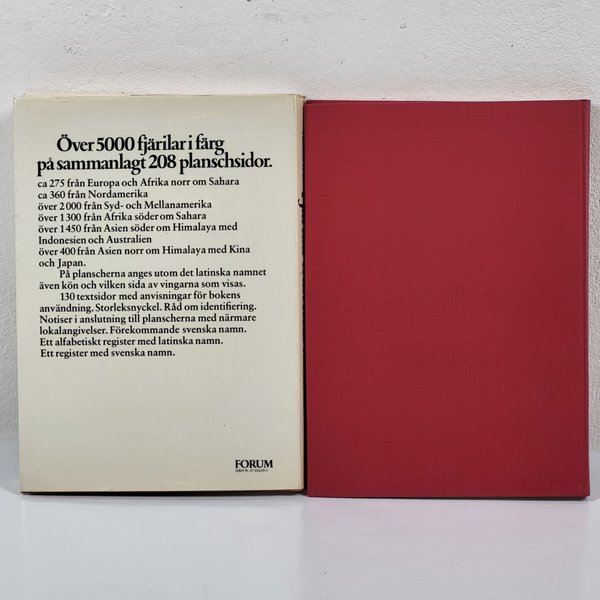 Över 5000 fjärilar i färg
på sammanlagt 208 planschsidor.
ca 275 från Europa och Afrika norr om Sahara
ca 360 från Nordamerika
över 2 000 från Syd- och Mellanamerika
över 1 300 från Afrika söder om Sahara
över 1 450 från Asien söder om Himalaya med
Indonesien och Australien
över 400 från Asien norr om Himalaya med Kina
och Japan.
På planscherna anges utom det latinska namnet
även kön och vilken sida av vingarna som visas.
130 textsidor med anvisningar för bokens
användning. Storleksnyckel. Råd om identifiering.
Notiser i anslutning till planscherna med närmare
lokalangivelser. Förekommande svenska namn.
Ett alfabetiskt register med latinska namn.
Ett register med svenska namn.
FORUM
ISBN